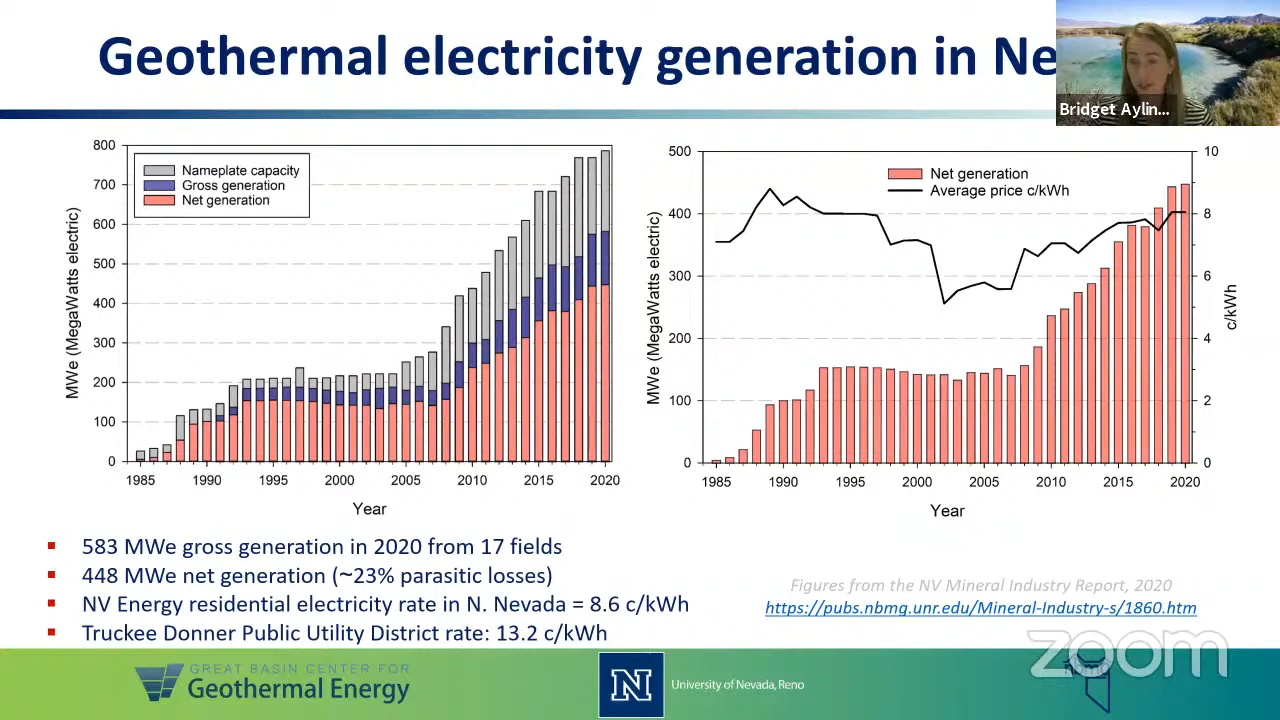 Geothermal electricity generation in Ne
Bridget Aylin...
800
700
600
500
400
300
200
100
0
MWe (MegaWatts electric)
Nameplate capacity
Gross generation
Net generation
1985 1990 1995 2000 2005 2010 2015 2020
Year
500
400
300
200
100
0
MWe (MegaWatts electric)
Net generation
Average price c/kWh
10
8
6
4
2
0
c/kWh
1985 1990 1995 2000 2005 2010 2015 2020
Year
583 MWe gross generation in 2020 from 17 fields
448 MWe net generation (~23% parasitic losses)
NV Energy residential electricity rate in N. Nevada = 8.6 c/kWh
Truckee Donner Public Utility District rate: 13.2 c/kWh
Figures from the NV Mineral Industry Report, 2020
https://pubs.nbmg.unr.edu/Mineral-Industry-s/1860.htm
GREAT BASIN CENTER FOR
Geothermal Energy
N
University of Nevada, Reno
zoom